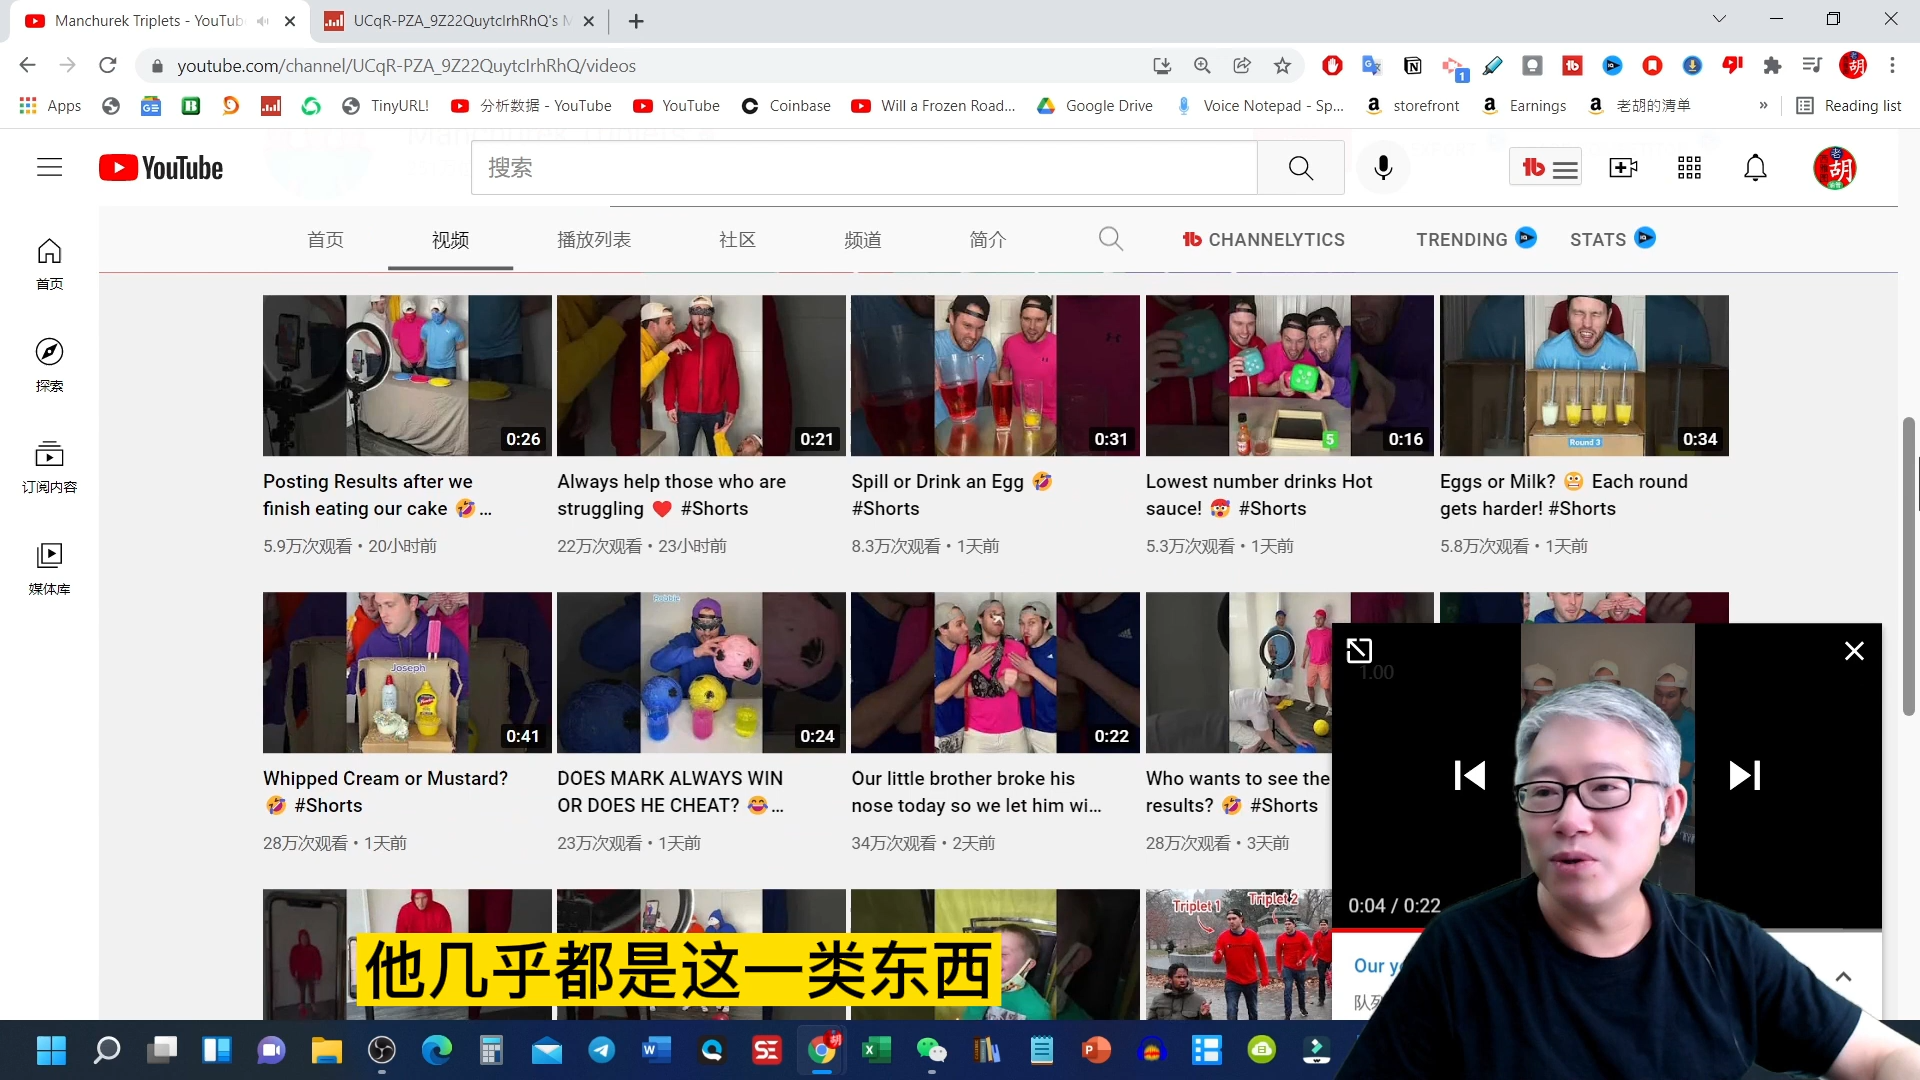 Manchurek Triplets - YouTub
UCqR-PZA_9Z22QuytcIrhRhQ's M
youtube.com/channel/UCqR-PZA_9Z22QuytcIrhRhQ/videos
Apps
TinyURL!
分析数据 - YouTube
YouTube
Coinbase
Will a Frozen Road...
Google Drive
Voice Notepad - Sp...
storefront
Earnings
老胡的清单
»
Reading list
YouTube
搜索
首页
视频
播放列表
社区
频道
简介
CHANNELYTICS
TRENDING
STATS
首页
探索
订阅内容
媒体库
0:26
0:21
0:31
5
0:16
Round 3
0:34
Posting Results after we
finish eating our cake 🤣...
5.9万次观看 • 20小时前
Always help those who are
struggling ♥️ #Shorts
22万次观看 • 23小时前
Spill or Drink an Egg 🤣
#Shorts
8.3万次观看 • 1天前
Lowest number drinks Hot
sauce! 🥵 #Shorts
5.3万次观看 • 1天前
Eggs or Milk? 😬 Each round
gets harder! #Shorts
5.8万次观看 • 1天前
Joseph
0:41
Robbie
0:24
0:22
Whipped Cream or Mustard?
🤣 #Shorts
28万次观看 • 1天前
DOES MARK ALWAYS WIN
OR DOES HE CHEAT? 😂...
23万次观看 • 1天前
Our little brother broke his
nose today so we let him wi...
34万次观看 • 2天前
Who wants to see the
results? 🤣 #Shorts
28万次观看 • 3天前
1.00
0:04 / 0:22
Our y
队列
Triplet 1
Triplet 2
他几乎都是这一类东西